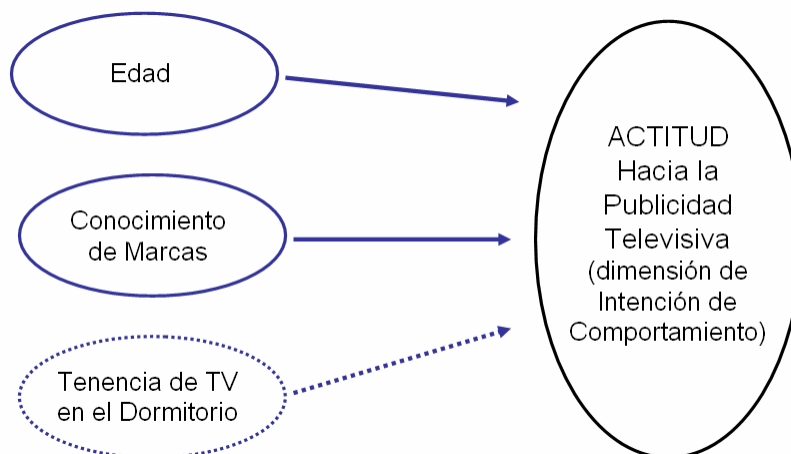 Edad
Conocimiento
de Marcas
Tenencia de TV
en el Dormitorio
ACTITUD
Hacia la
Publicidad
Televisiva
(dimensión de
Intención de
Comportamiento)